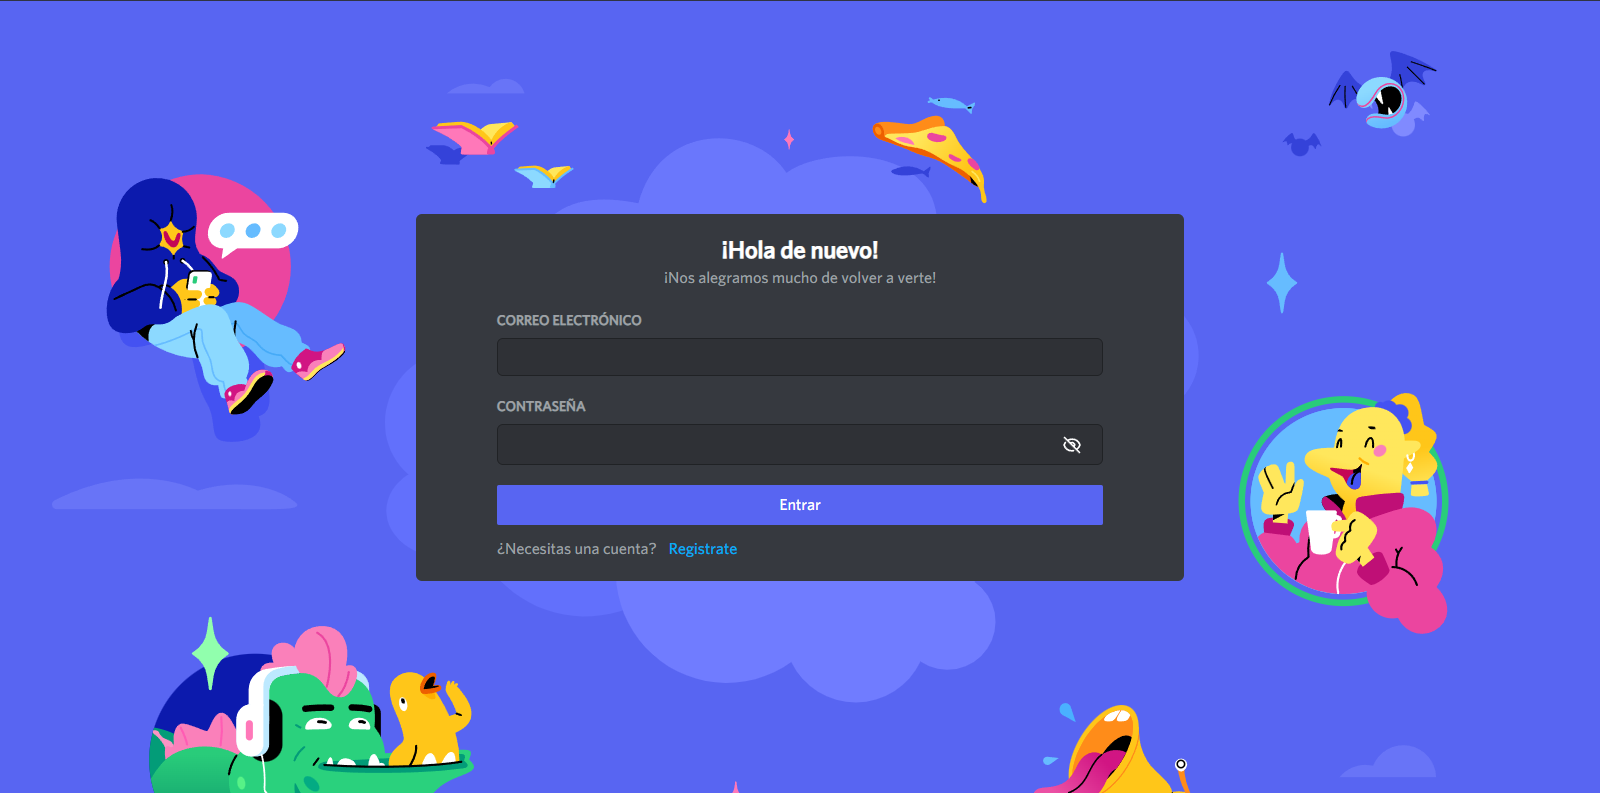 ¡Hola de nuevo!
¡Nos alegramos mucho de volver a verte!
CORREO ELECTRÓNICO
CONTRASEÑA
Entrar
¿Necesitas una cuenta? Registrate